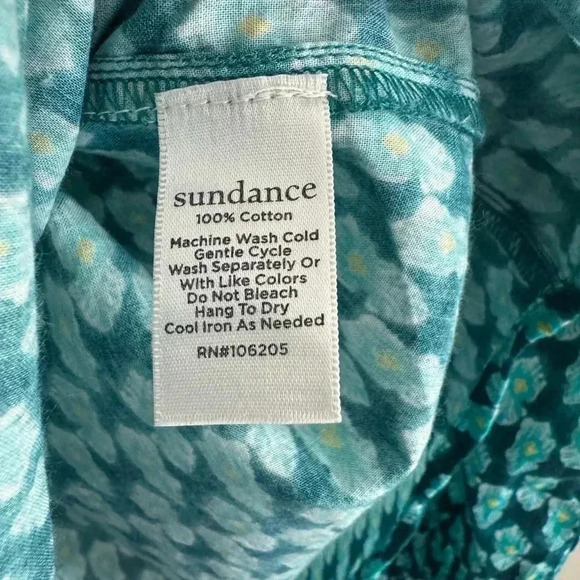 sundance
100% Cotton
Machine Wash Cold
Gentle Cycle
Wash Separately Or
With Like Colors
Do Not Bleach
Hang To Dry
Cool Iron As Needed
RN#106205